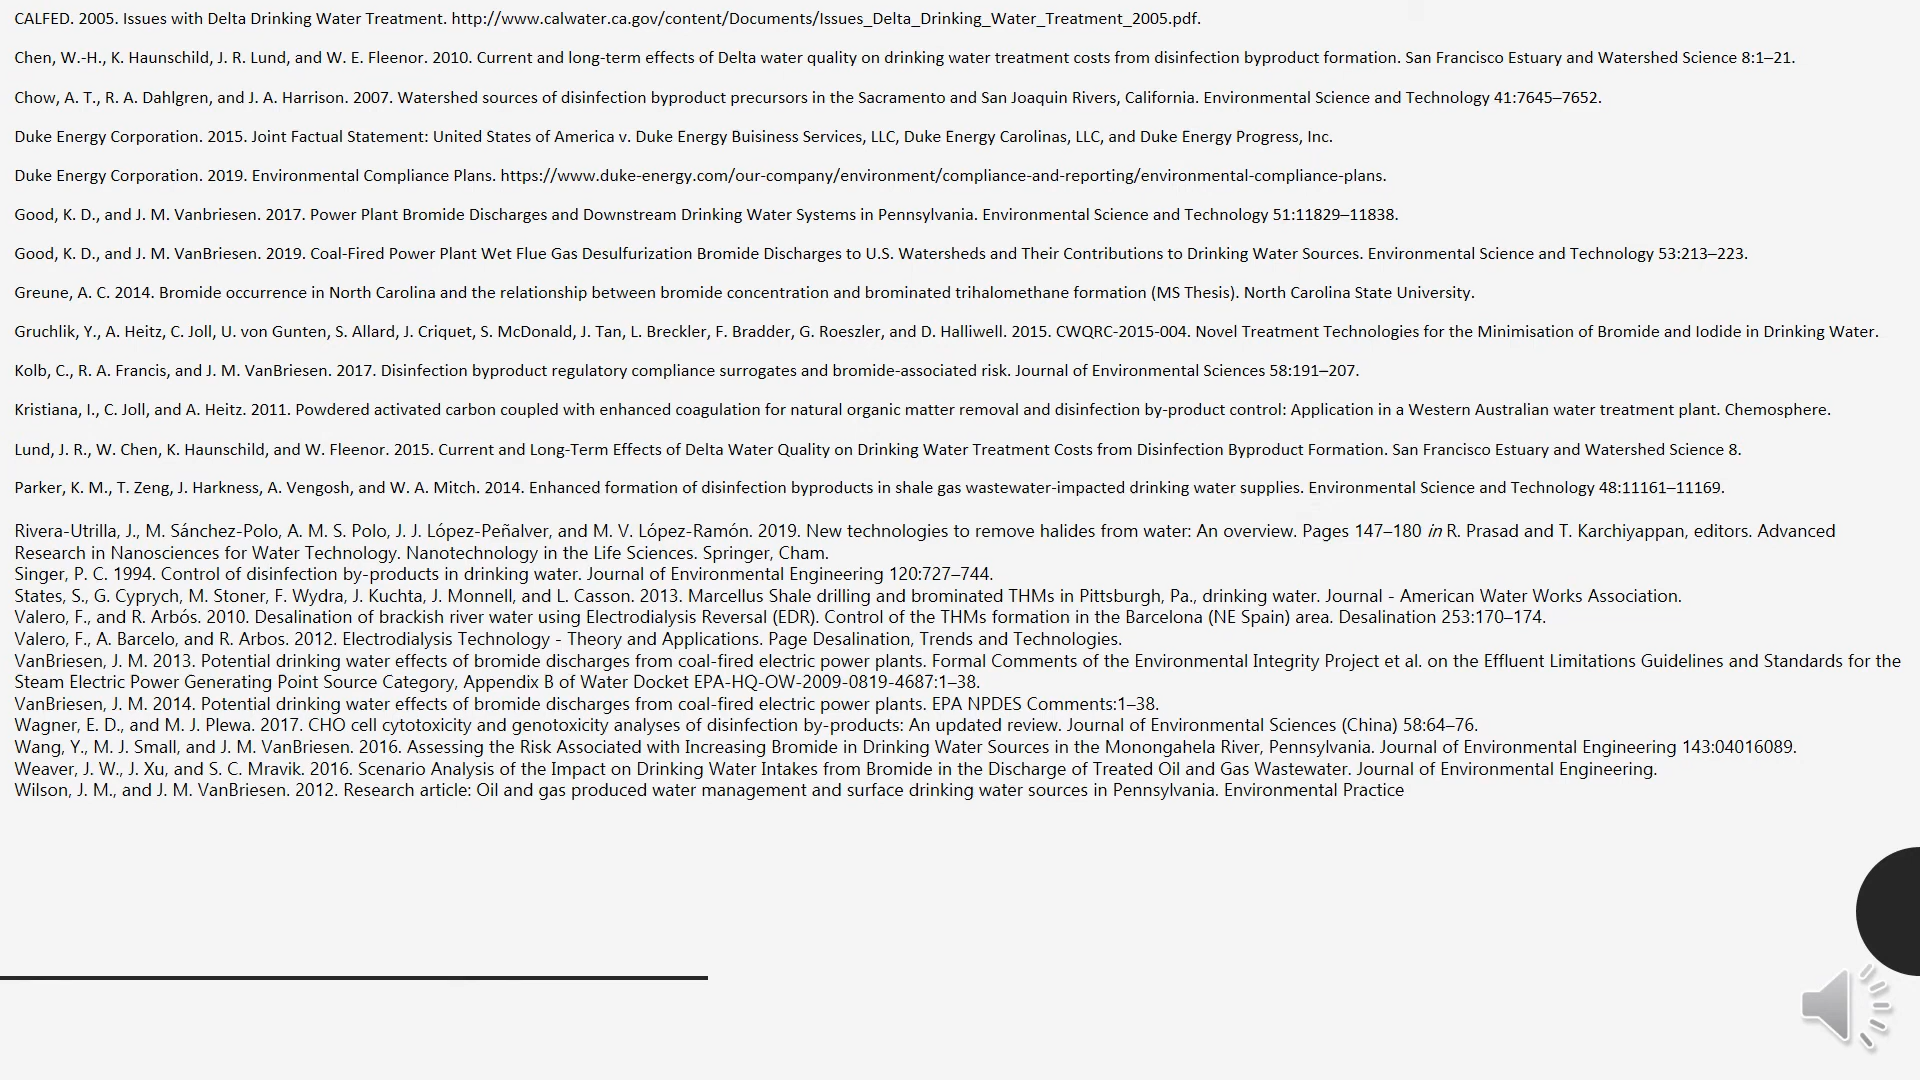 CALFED. 2005. Issues with Delta Drinking Water Treatment. http://www.calwater.ca.gov/content/Documents/Issues_Delta_Drinking_Water_Treatment_2005.pdf.
Chen, W.-H., K. Haunschild, J. R. Lund, and W. E. Fleenor. 2010. Current and long-term effects of Delta water quality on drinking water treatment costs from disinfection byproduct formation. San Francisco Estuary and Watershed Science 8:1–21.
Chow, A. T., R. A. Dahlgren, and J. A. Harrison. 2007. Watershed sources of disinfection byproduct precursors in the Sacramento and San Joaquin Rivers, California. Environmental Science and Technology 41:7645–7652.
Duke Energy Corporation. 2015. Joint Factual Statement: United States of America v. Duke Energy Buisiness Services, LLC, Duke Energy Carolinas, LLC, and Duke Energy Progress, Inc.
Duke Energy Corporation. 2019. Environmental Compliance Plans. https://www.duke-energy.com/our-company/environment/compliance-and-reporting/environmental-compliance-plans.
Good, K. D., and J. M. Vanbriesen. 2017. Power Plant Bromide Discharges and Downstream Drinking Water Systems in Pennsylvania. Environmental Science and Technology 51:11829–11838.
Good, K. D., and J. M. VanBriesen. 2019. Coal-Fired Power Plant Wet Flue Gas Desulfurization Bromide Discharges to U.S. Watersheds and Their Contributions to Drinking Water Sources. Environmental Science and Technology 53:213–223.
Greune, A. C. 2014. Bromide occurrence in North Carolina and the relationship between bromide concentration and brominated trihalomethane formation (MS Thesis). North Carolina State University.
Gruchlik, Y., A. Heitz, C. Joll, U. von Gunten, S. Allard, J. Criquet, S. McDonald, J. Tan, L. Breckler, F. Bradder, G. Roeszler, and D. Halliwell. 2015. CWQRC-2015-004. Novel Treatment Technologies for the Minimisation of Bromide and Iodide in Drinking Water.
Kolb, C., R. A. Francis, and J. M. VanBriesen. 2017. Disinfection byproduct regulatory compliance surrogates and bromide-associated risk. Journal of Environmental Sciences 58:191–207.
Kristiana, I., C. Joll, and A. Heitz. 2011. Powdered activated carbon coupled with enhanced coagulation for natural organic matter removal and disinfection by-product control: Application in a Western Australian water treatment plant. Chemosphere.
Lund, J. R., W. Chen, K. Haunschild, and W. Fleenor. 2015. Current and Long-Term Effects of Delta Water Quality on Drinking Water Treatment Costs from Disinfection Byproduct Formation. San Francisco Estuary and Watershed Science 8.
Parker, K. M., T. Zeng, J. Harkness, A. Vengosh, and W. A. Mitch. 2014. Enhanced formation of disinfection byproducts in shale gas wastewater-impacted drinking water supplies. Environmental Science and Technology 48:11161–11169.
Rivera-Utrilla, J., M. Sánchez-Polo, A. M. S. Polo, J. J. López-Peñalver, and M. V. López-Ramón. 2019. New technologies to remove halides from water: An overview. Pages 147–180 in R. Prasad and T. Karchiyappan, editors. Advanced
Research in Nanosciences for Water Technology. Nanotechnology in the Life Sciences. Springer, Cham.
Singer, P. C. 1994. Control of disinfection by-products in drinking water. Journal of Environmental Engineering 120:727–744.
States, S., G. Cyprych, M. Stoner, F. Wydra, J. Kuchta, J. Monnell, and L. Casson. 2013. Marcellus Shale drilling and brominated THMs in Pittsburgh, Pa., drinking water. Journal - American Water Works Association.
Valero, F., and R. Arbós. 2010. Desalination of brackish river water using Electrodialysis Reversal (EDR). Control of the THMs formation in the Barcelona (NE Spain) area. Desalination 253:170–174.
Valero, F., A. Barcelo, and R. Arbos. 2012. Electrodialysis Technology - Theory and Applications. Page Desalination, Trends and Technologies.
VanBriesen, J. M. 2013. Potential drinking water effects of bromide discharges from coal-fired electric power plants. Formal Comments of the Environmental Integrity Project et al. on the Effluent Limitations Guidelines and Standards for the
Steam Electric Power Generating Point Source Category, Appendix B of Water Docket EPA-HQ-OW-2009-0819-4687:1–38.
VanBriesen, J. M. 2014. Potential drinking water effects of bromide discharges from coal-fired electric power plants. EPA NPDES Comments:1–38.
Wagner, E. D., and M. J. Plewa. 2017. CHO cell cytotoxicity and genotoxicity analyses of disinfection by-products: An updated review. Journal of Environmental Sciences (China) 58:64–76.
Wang, Y., M. J. Small, and J. M. VanBriesen. 2016. Assessing the Risk Associated with Increasing Bromide in Drinking Water Sources in the Monongahela River, Pennsylvania. Journal of Environmental Engineering 143:04016089.
Weaver, J. W., J. Xu, and S. C. Mravik. 2016. Scenario Analysis of the Impact on Drinking Water Intakes from Bromide in the Discharge of Treated Oil and Gas Wastewater. Journal of Environmental Engineering.
Wilson, J. M., and J. M. VanBriesen. 2012. Research article: Oil and gas produced water management and surface drinking water sources in Pennsylvania. Environmental Practice